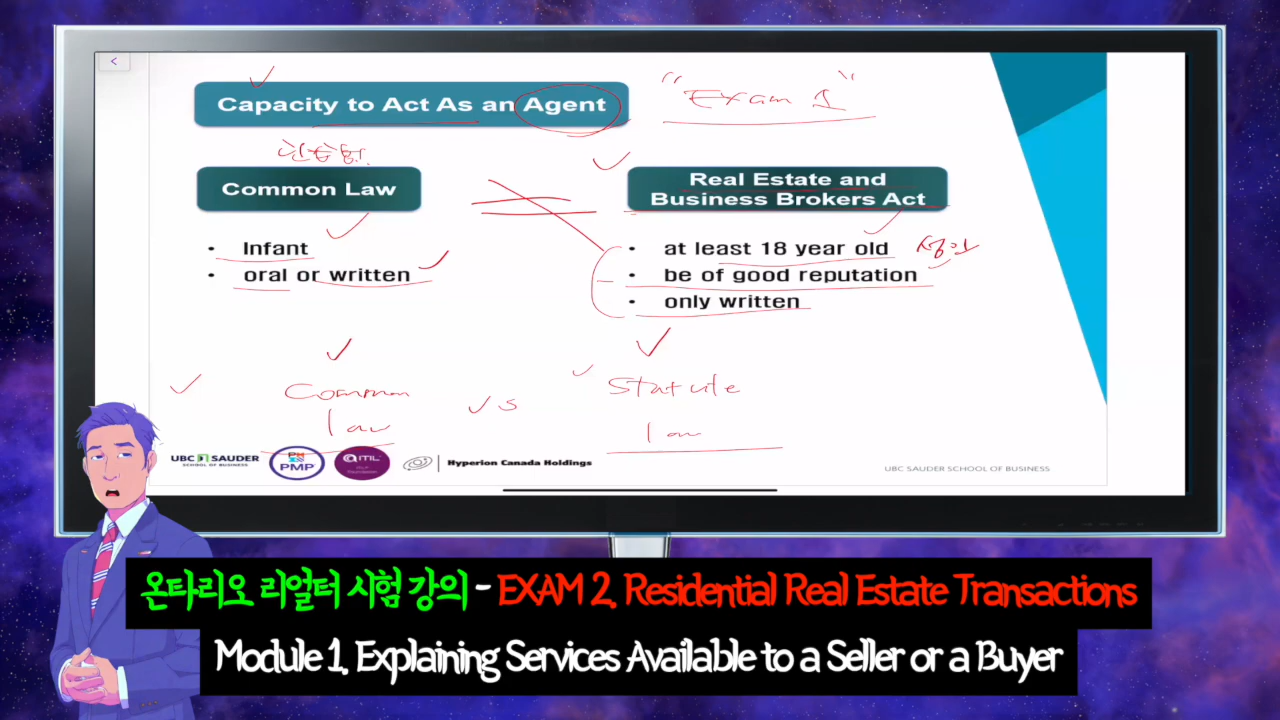 Capacity to Act As an Agent
"Exam 1"
Common Law
Real Estate and
Business Brokers Act
• Infant
• oral or written
• at least 18 year old
성인
• be of good reputation
• only written
Common
law
vs
Statute
law
UBC SAUDER
SCHOOL OF BUSINESS
PMP
ITIL
Foundation
Hyperion Canada Holdings
UBC SAUDER SCHOOL OF BUSINESS
온타리오 리얼터 시험 강의 - EXAM 2, Residential Real Estate Transactions
Module 1, Explaining Services Available to a Seller or a Buyer